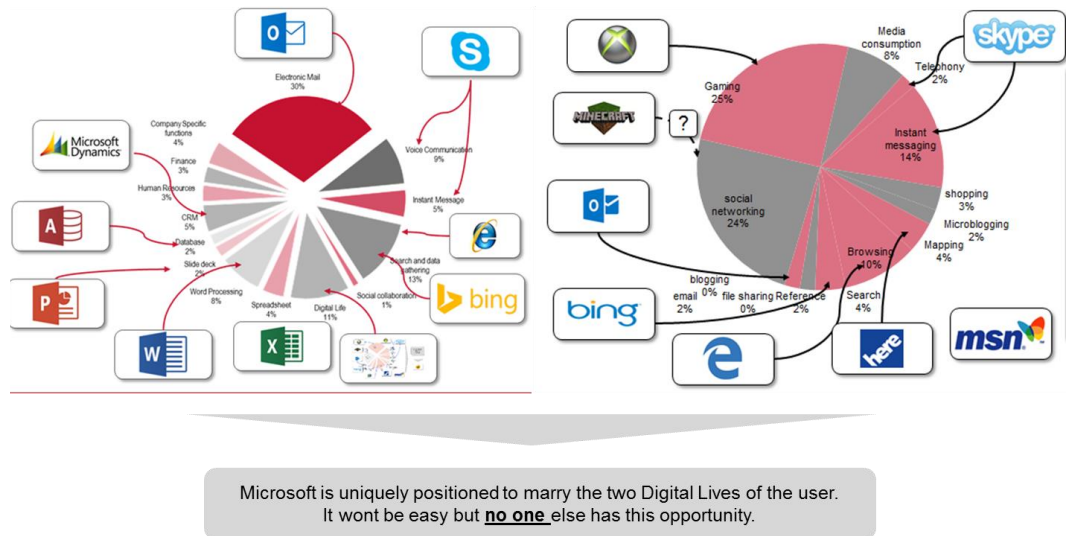 Electronic Mail
30%
Company Specific
functions
4%
Microsoft
Dynamics
Finance
3%
Human Resources
3%
CRM
5%
Database
2%
Slide deck
2%
Word Processing
8%
Spreadsheet
4%
Digital Life
11%
Social collaboration
1%
Search and data
gathering
13%
Instant Message
5%
Voice Communication
9%
S
O
A
P
W
X
e
bing
Gaming
25%
Media
consumption
8%
Telephony
2%
Instant
messaging
14%
shopping
3%
Microblogging
2%
Mapping
4%
Browsing
10%
Search
4%
Reference
2%
file sharing
0%
email
2%
blogging
0%
social
networking
24%
MINECRAFT
?
skype
O
bing
e
here
msn
Microsoft is uniquely positioned to marry the two Digital Lives of the user.
It wont be easy but no one else has this opportunity.